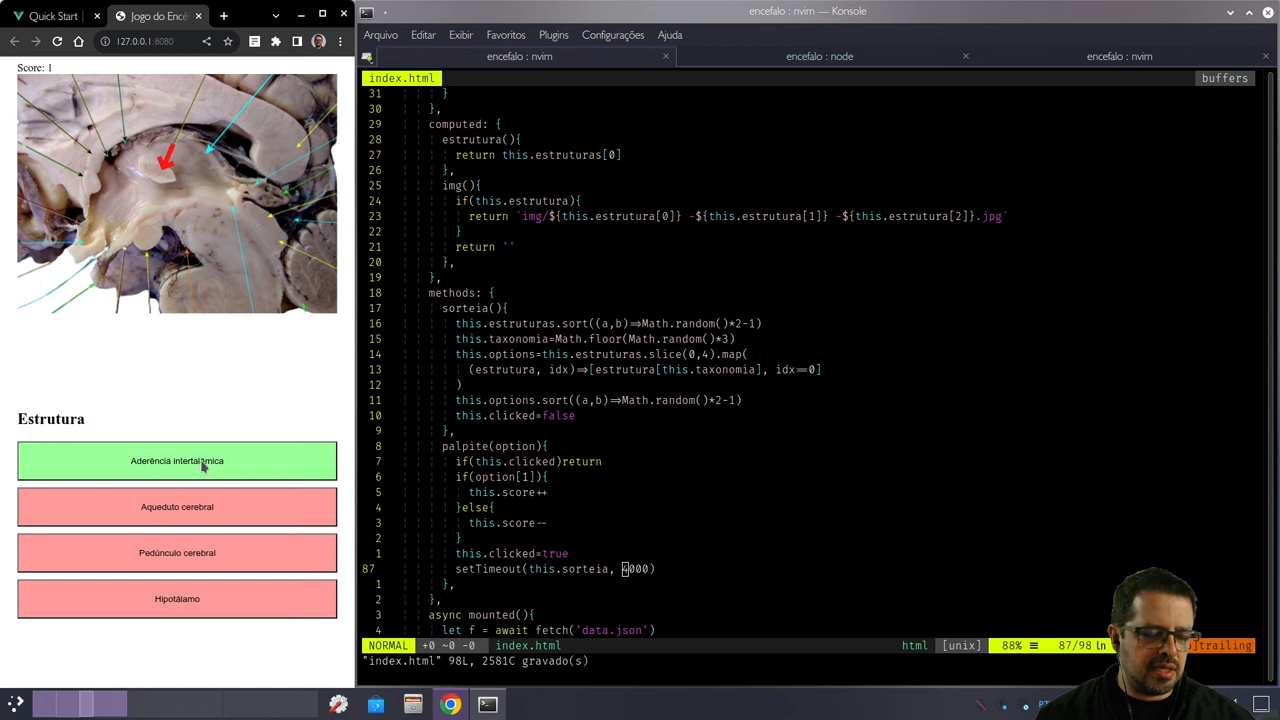 Quick Start
Jogo do Encé
encefalo : nvim — Konsole
127.0.0.1:8080
Arquivo Editar Exibir Favoritos Plugins Configurações Ajuda
encefalo : nvim
encefalo : node
encefalo : nvim
Score: 1
index.html
buffers
31 }
30 },
29 computed: {
28 estrutura(){
27 return this.estruturas[0]
26 },
25 img(){
24 if(this.estrutura){
23 return `img/${this.estrutura[0]} -${this.estrutura[1]} -${this.estrutura[2]}.jpg`
22 }
21 return ''
20 },
19 },
18 methods: {
17 sorteia(){
16 this.estruturas.sort((a,b)⇒Math.random()*2-1)
15 this.taxonomia=Math.floor(Math.random()*3)
14 this.options=this.estruturas.slice(0,4).map(
13 (estrutura, idx)⇒[estrutura[this.taxonomia], idx==0]
12 )
11 this.options.sort((a,b)⇒Math.random()*2-1)
10 this.clicked=false
9 },
8 palpite(option){
7 if(this.clicked)return
6 if(option[1]){
5 this.score++
4 }else{
3 this.score--
2 }
1 this.clicked=true
87 setTimeout(this.sorteia, 4000)
1 },
2 },
3 async mounted(){
4 let f = await fetch('data.json')
Estrutura
Aderência intertalâmica
Aqueduto cerebral
Pedúnculo cerebral
Hipotálamo
NORMAL +0 ~0 -0 index.html html [unix] 88% ≡ 87/98 ln ]trailing
"index.html" 98L, 2581C gravado(s)